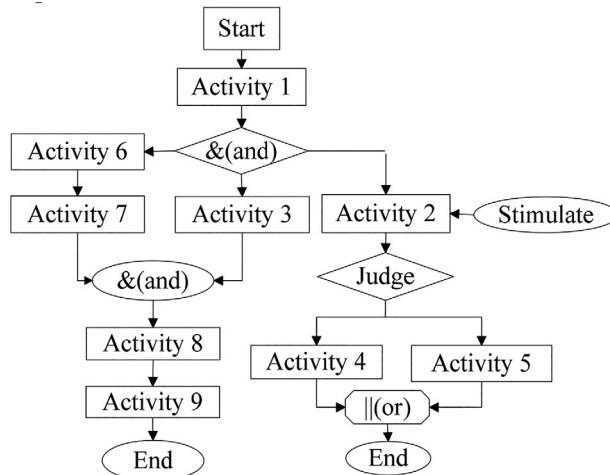 Start
Activity 1
&(and)
Activity 6
Activity 7
Activity 3
Activity 2
Stimulate
&(and)
Judge
Activity 8
Activity 4
Activity 5
Activity 9
||(or)
End
End